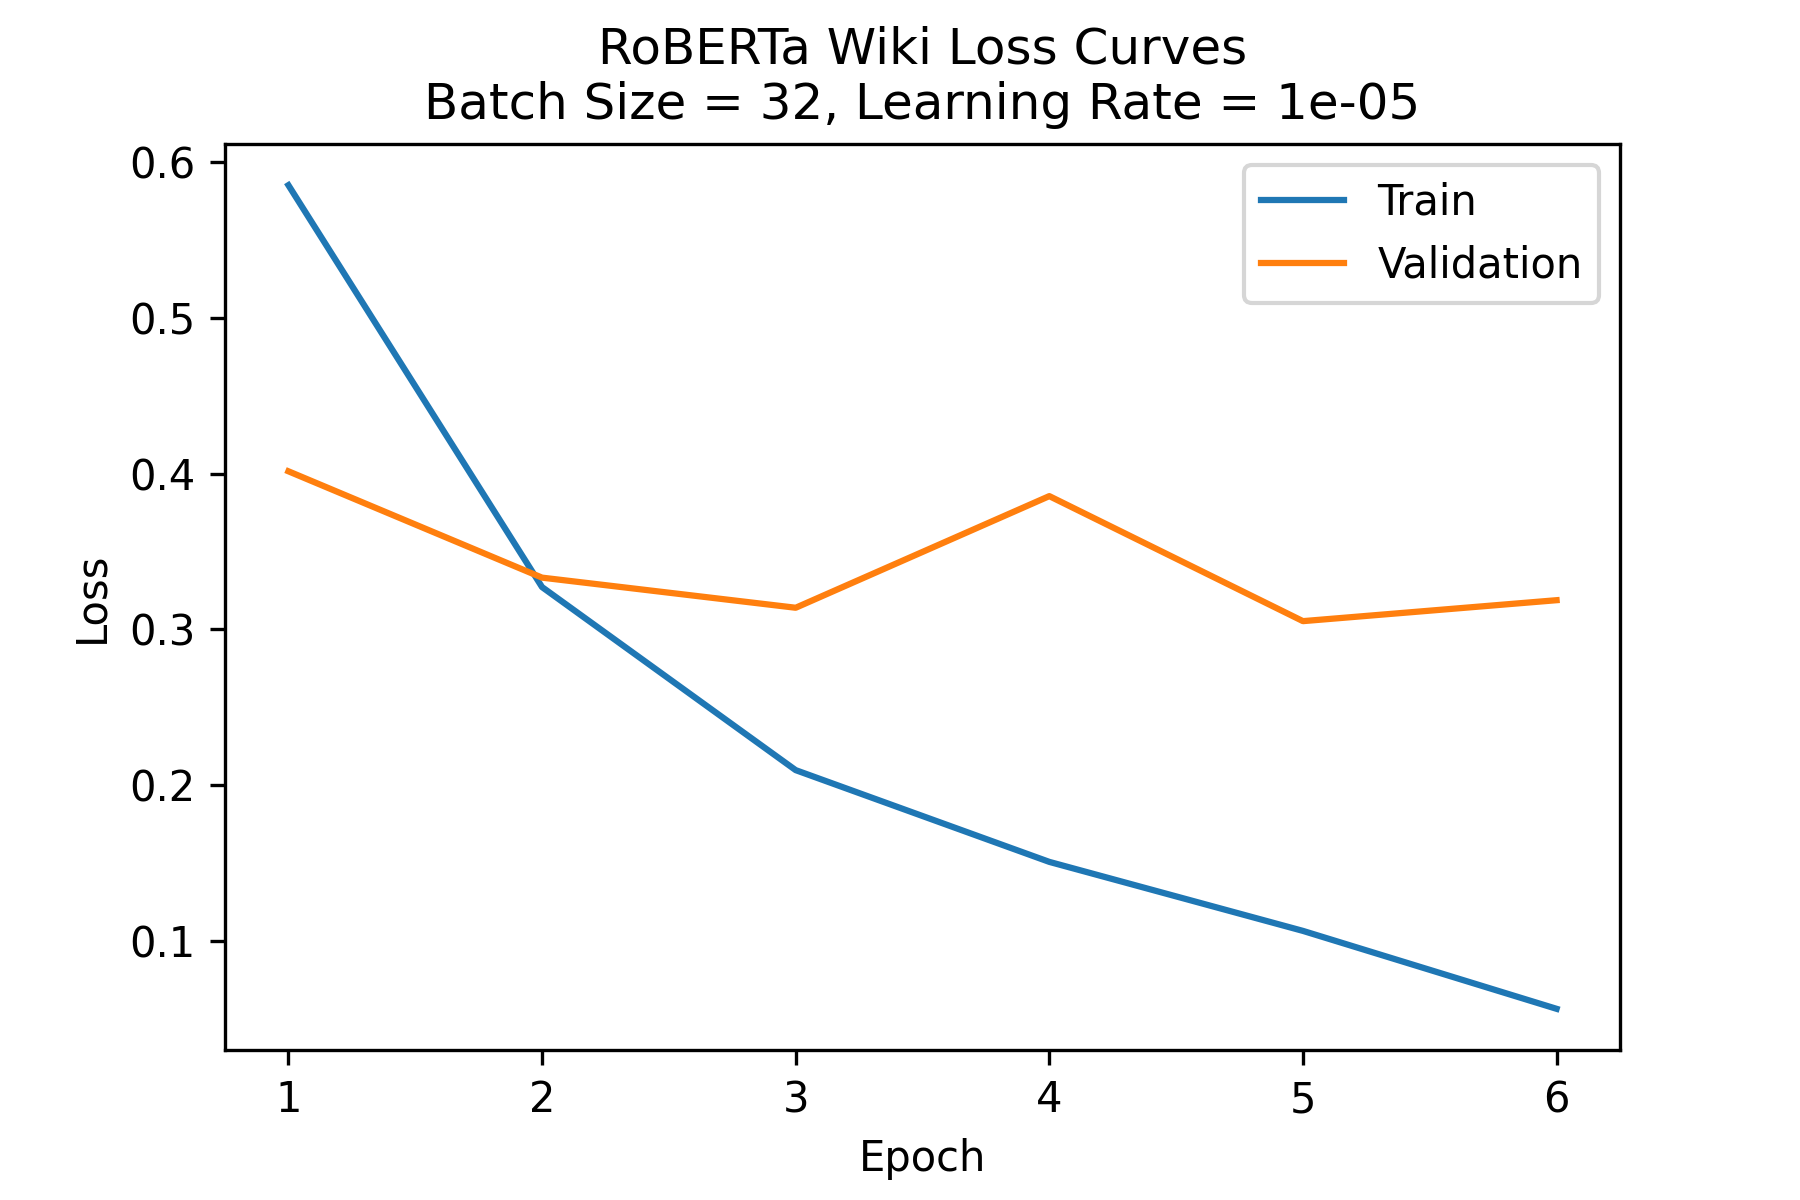 RoBERTa Wiki Loss Curves
Batch Size = 32, Learning Rate = 1e-05
Train
Validation
0.6
0.5
0.4
0.3
0.2
0.1
Loss
1 2 3 4 5 6
Epoch